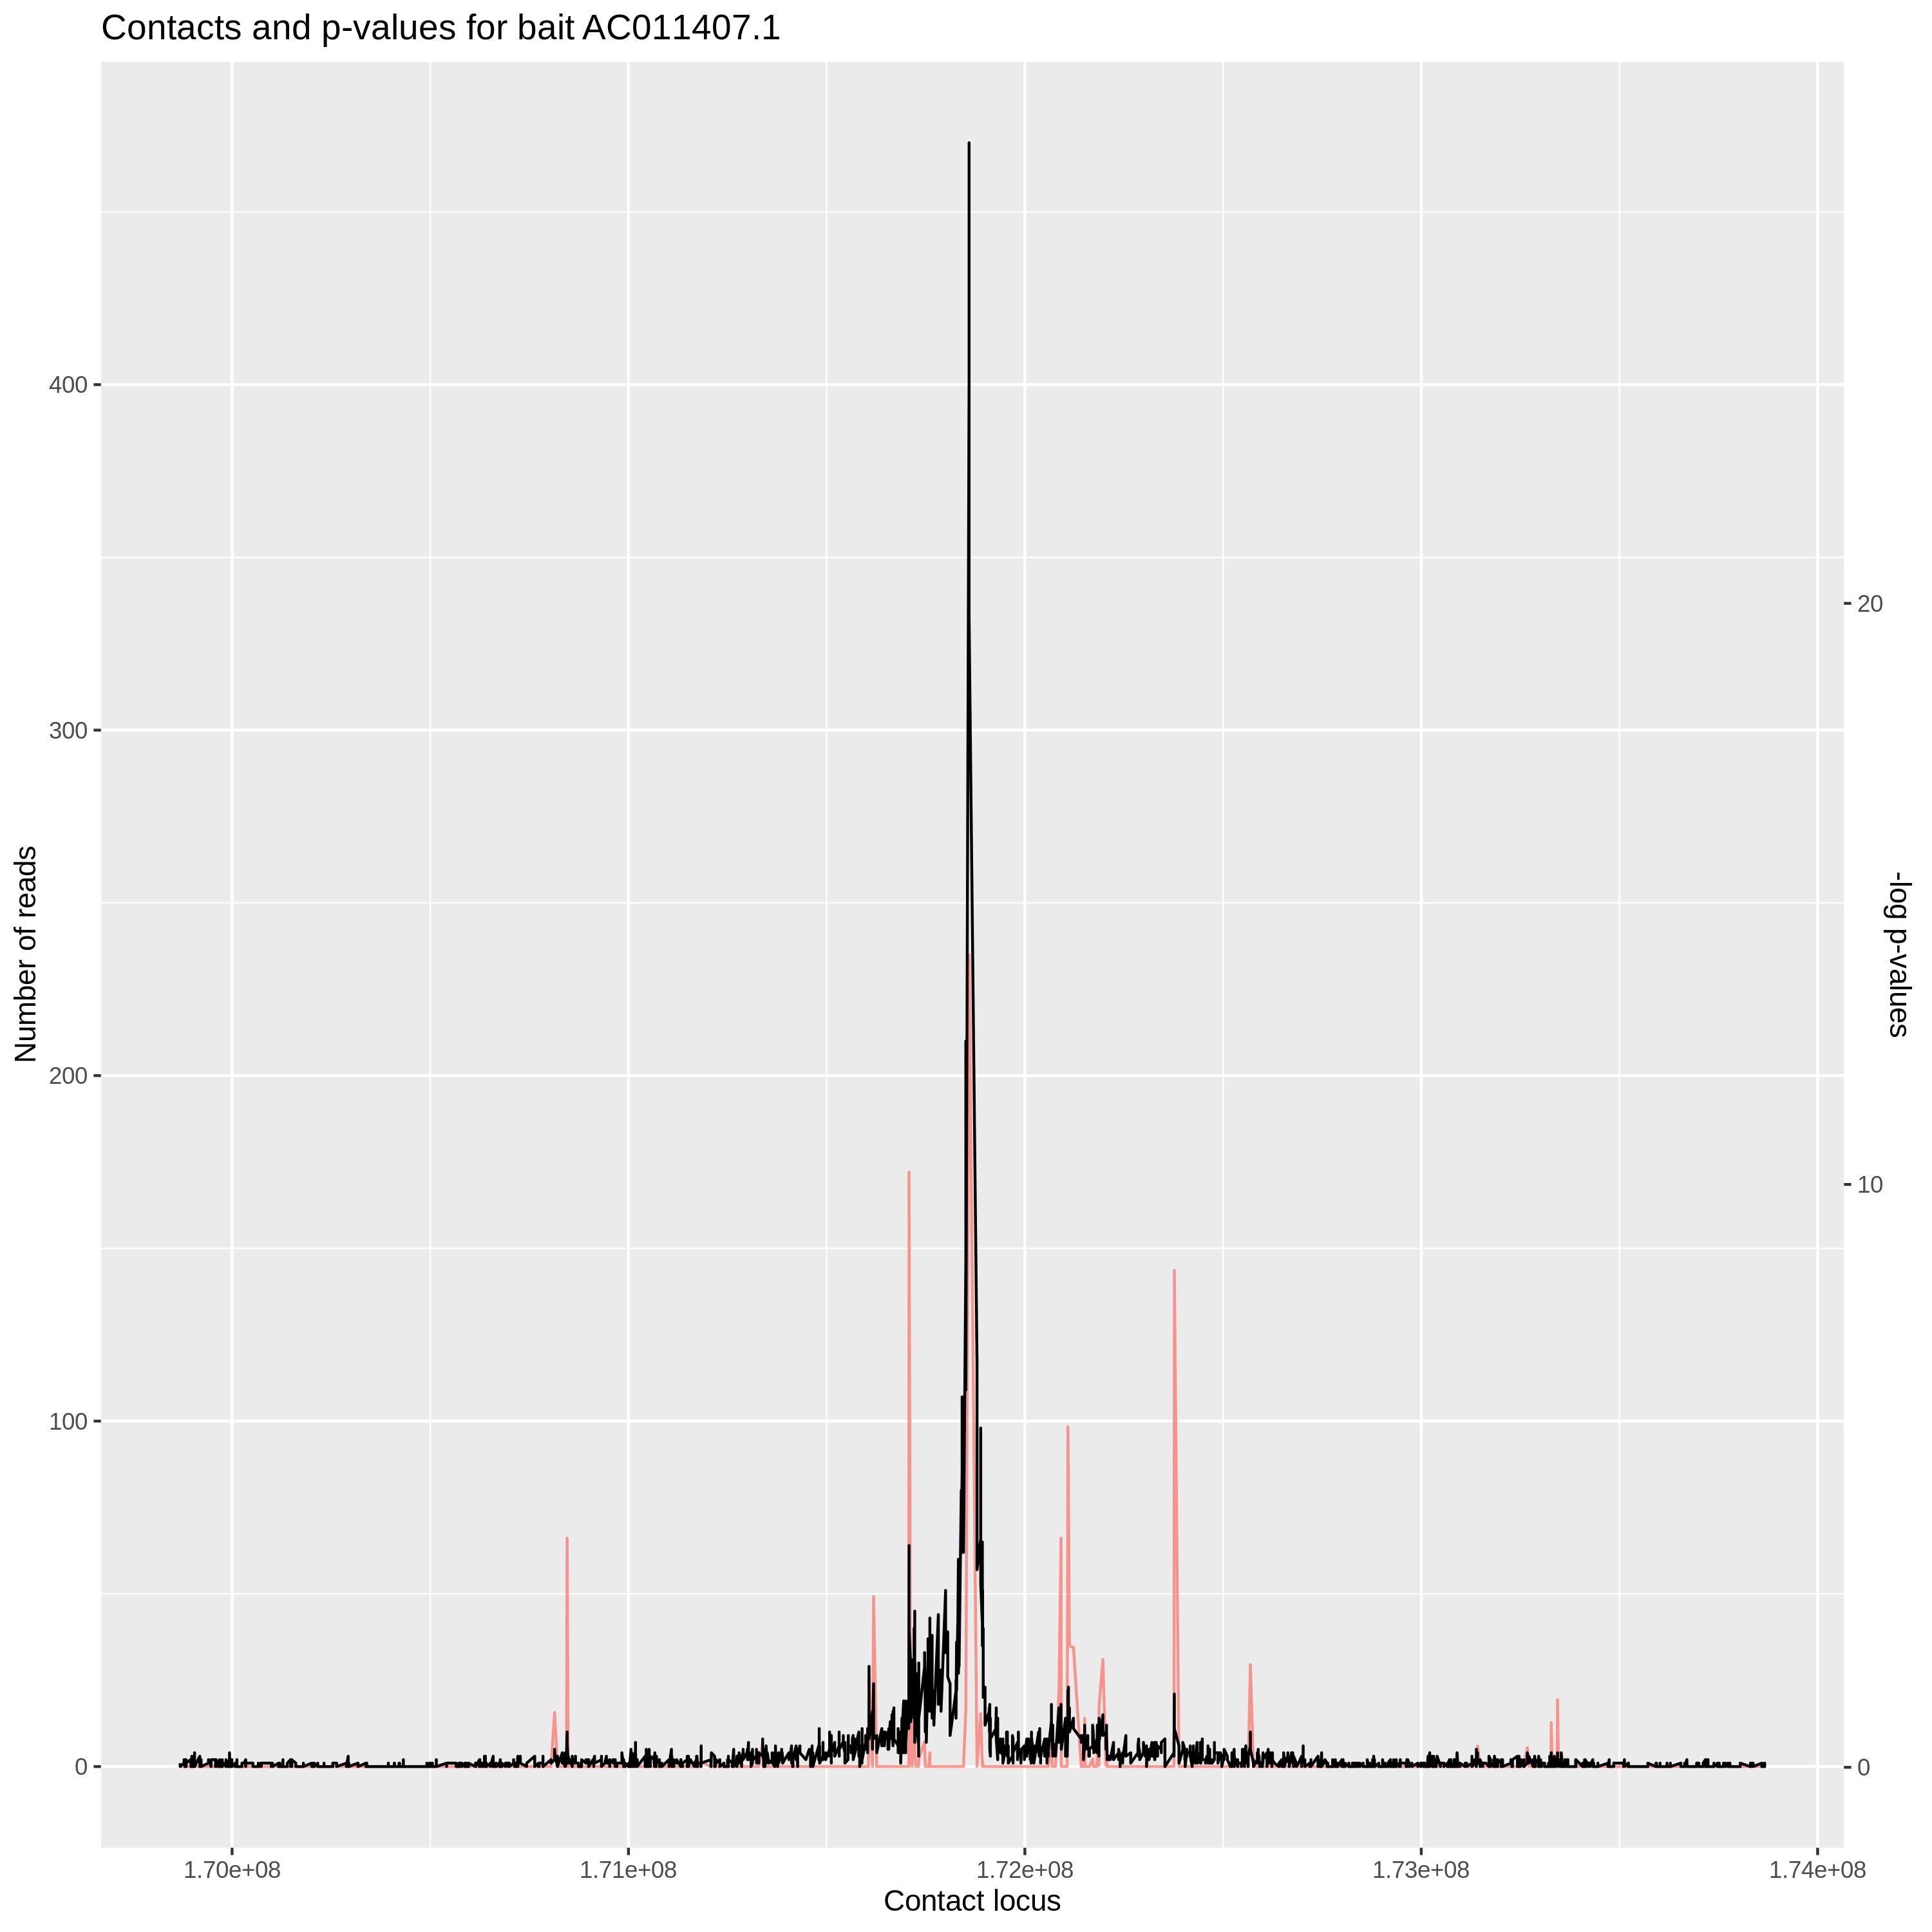 Contacts and p-values for bait AC011407.1
400
300
200
100
0
Number of reads
20
10
0
-log p-values
1.70e+08
1.71e+08
1.72e+08
1.73e+08
1.74e+08
Contact locus